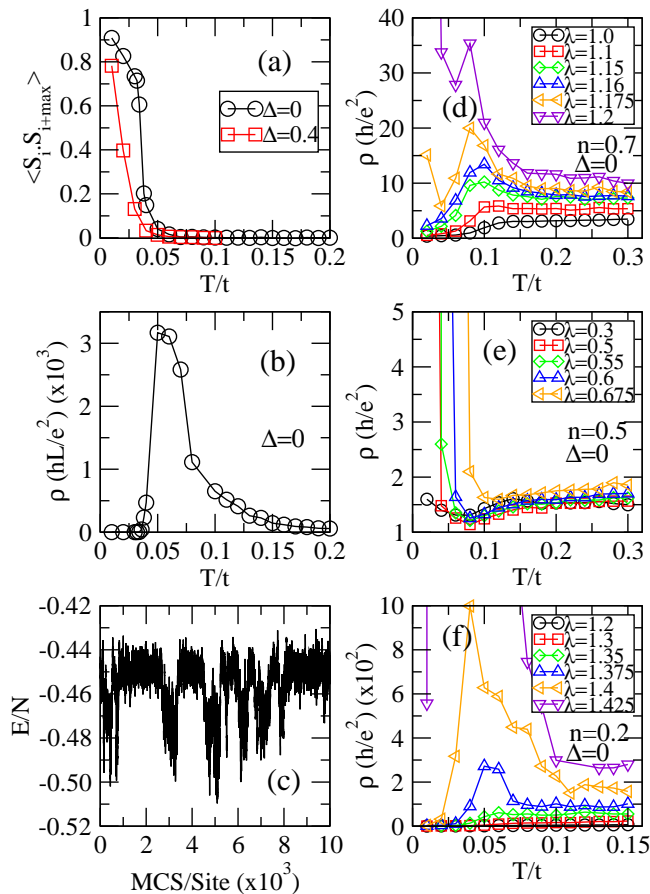 (a)
<S_i..S_{i+max}>
1
0.8
0.6
0.4
0.2
0
Δ=0
Δ=0.4
0 0.05 0.1 0.15 0.2
T/t
(b)
ρ (hL/e²) (x10³)
3
2
1
0
Δ=0
0 0.05 0.1 0.15 0.2
T/t
(c)
E/N
-0.42
-0.44
-0.46
-0.48
-0.50
-0.52
0 2 4 6 8 10
MCS/Site (x10³)
(d)
ρ (h/e²)
40
30
20
10
0
λ=1.0
λ=1.1
λ=1.15
λ=1.16
λ=1.175
λ=1.2
n=0.7
Δ=0
0 0.1 0.2 0.3
T/t
(e)
ρ (h/e²)
5
4
3
2
1
λ=0.3
λ=0.5
λ=0.55
λ=0.6
λ=0.675
n=0.5
Δ=0
0 0.1 0.2 0.3
T/t
(f)
ρ (h/e²) (x10²)
10
8
6
4
2
0
λ=1.2
λ=1.3
λ=1.35
λ=1.375
λ=1.4
λ=1.425
n=0.2
Δ=0
0 0.05 0.1 0.15
T/t